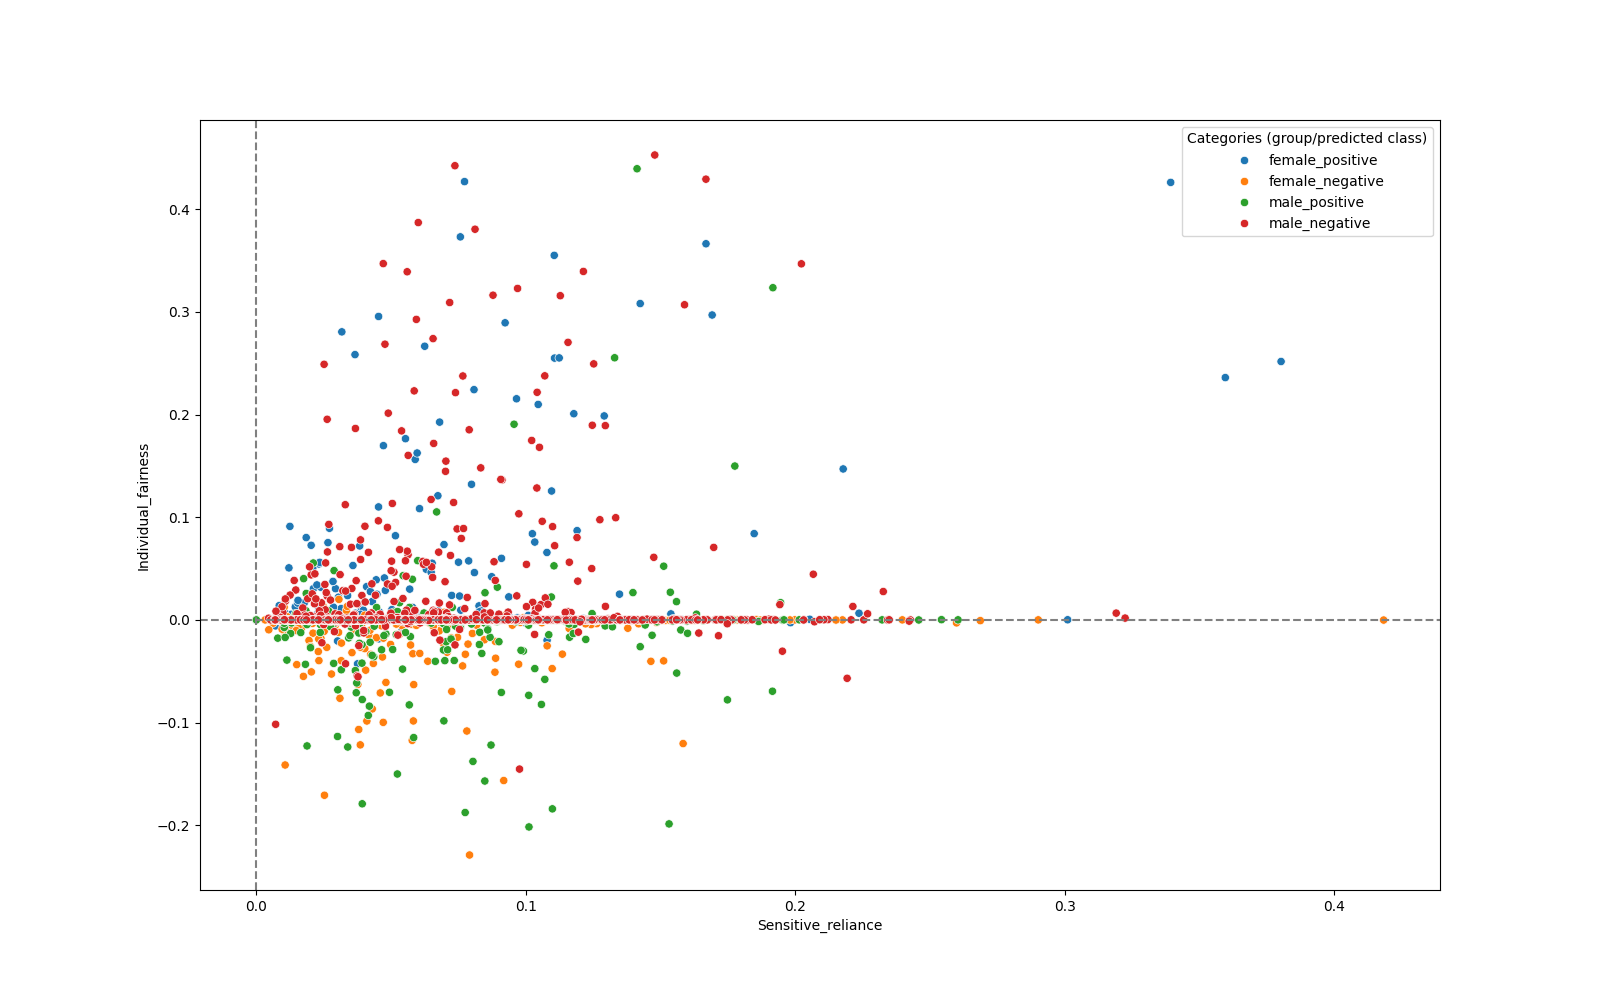 Categories (group/predicted class)
female_positive
female_negative
male_positive
male_negative
0.4
0.3
0.2
0.1
0.0
−0.1
−0.2
Individual_fairness
0.0 0.1 0.2 0.3 0.4
Sensitive_reliance